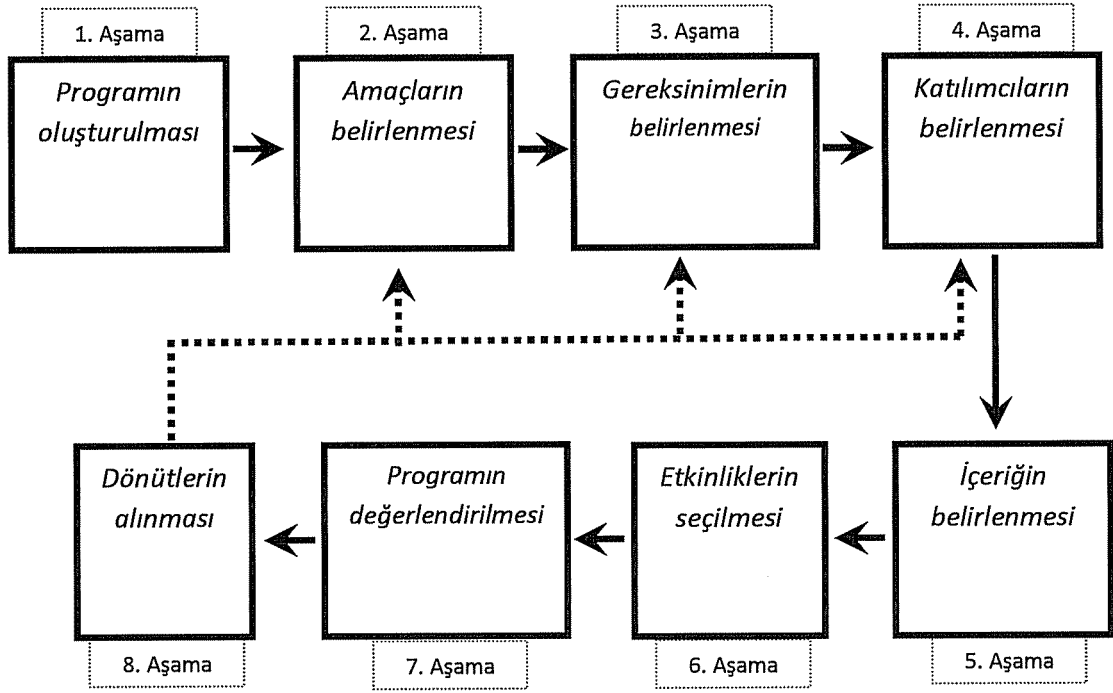 1. Aşama
Programın
oluşturulması
2. Aşama
Amaçların
belirlenmesi
3. Aşama
Gereksinimlerin
belirlenmesi
4. Aşama
Katılımcıların
belirlenmesi
İçeriğin
belirlenmesi
5. Aşama
Etkinliklerin
seçilmesi
6. Aşama
Programın
değerlendirilmesi
7. Aşama
Dönütlerin
alınması
8. Aşama